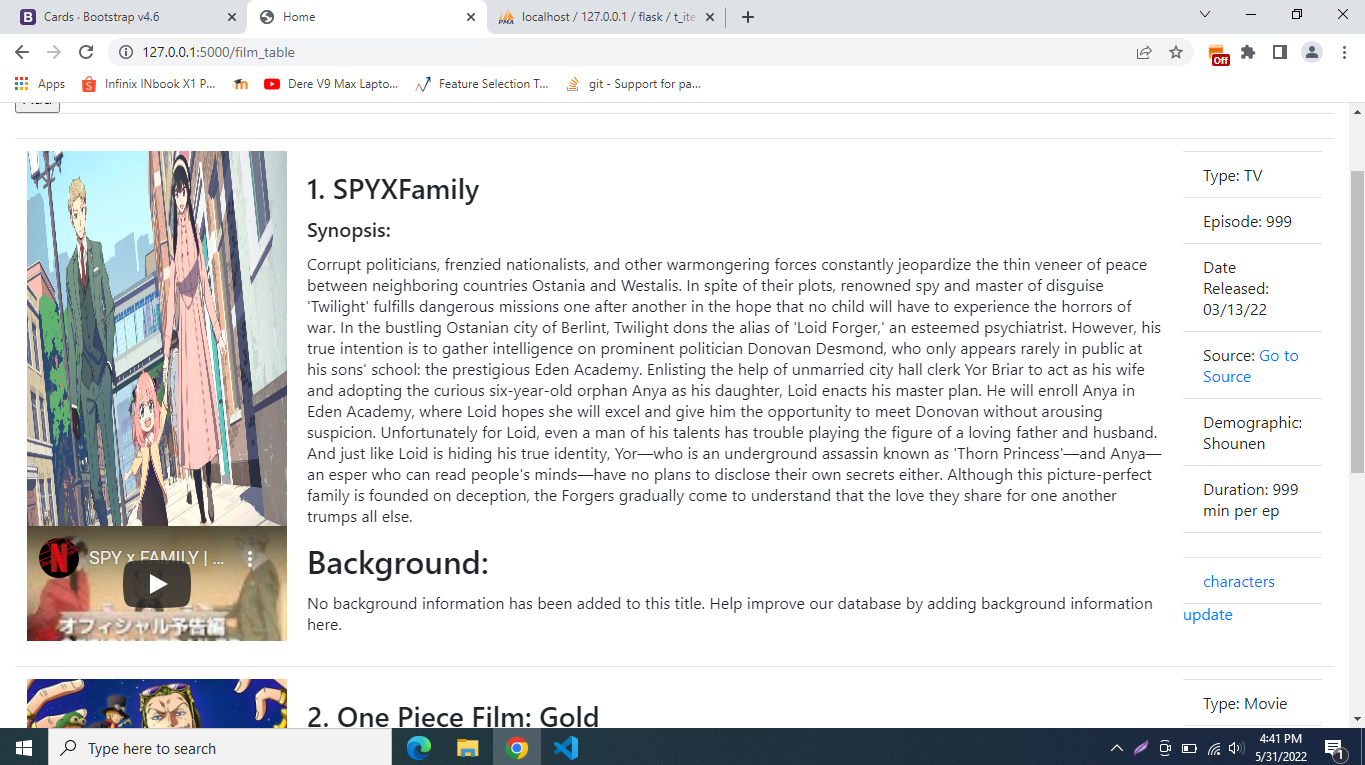 Cards · Bootstrap v4.6
Home
localhost / 127.0.0.1 / flask / t_ite
127.0.0.1:5000/film_table
Off
Apps
Infinix INbook X1 P...
Dere V9 Max Lapto...
Feature Selection T...
git - Support for pa...
1. SPYXFamily
Synopsis:
Corrupt politicians, frenzied nationalists, and other warmongering forces constantly jeopardize the thin veneer of peace
between neighboring countries Ostania and Westalis. In spite of their plots, renowned spy and master of disguise
'Twilight' fulfills dangerous missions one after another in the hope that no child will have to experience the horrors of
war. In the bustling Ostanian city of Berlint, Twilight dons the alias of 'Loid Forger,' an esteemed psychiatrist. However, his
true intention is to gather intelligence on prominent politician Donovan Desmond, who only appears rarely in public at
his sons' school: the prestigious Eden Academy. Enlisting the help of unmarried city hall clerk Yor Briar to act as his wife
and adopting the curious six-year-old orphan Anya as his daughter, Loid enacts his master plan. He will enroll Anya in
Eden Academy, where Loid hopes she will excel and give him the opportunity to meet Donovan without arousing
suspicion. Unfortunately for Loid, even a man of his talents has trouble playing the figure of a loving father and husband.
And just like Loid is hiding his true identity, Yor—who is an underground assassin known as 'Thorn Princess'—and Anya—
an esper who can read people's minds—have no plans to disclose their own secrets either. Although this picture-perfect
family is founded on deception, the Forgers gradually come to understand that the love they share for one another
trumps all else.
Background:
No background information has been added to this title. Help improve our database by adding background information
here.
SPY x FAMILY | ...
オフィシャル予告編
Type: TV
Episode: 999
Date
Released:
03/13/22
Source: Go to
Source
Demographic:
Shounen
Duration: 999
min per ep
characters
update
2. One Piece Film: Gold
Type: Movie
Type here to search
4:41 PM
5/31/2022
1